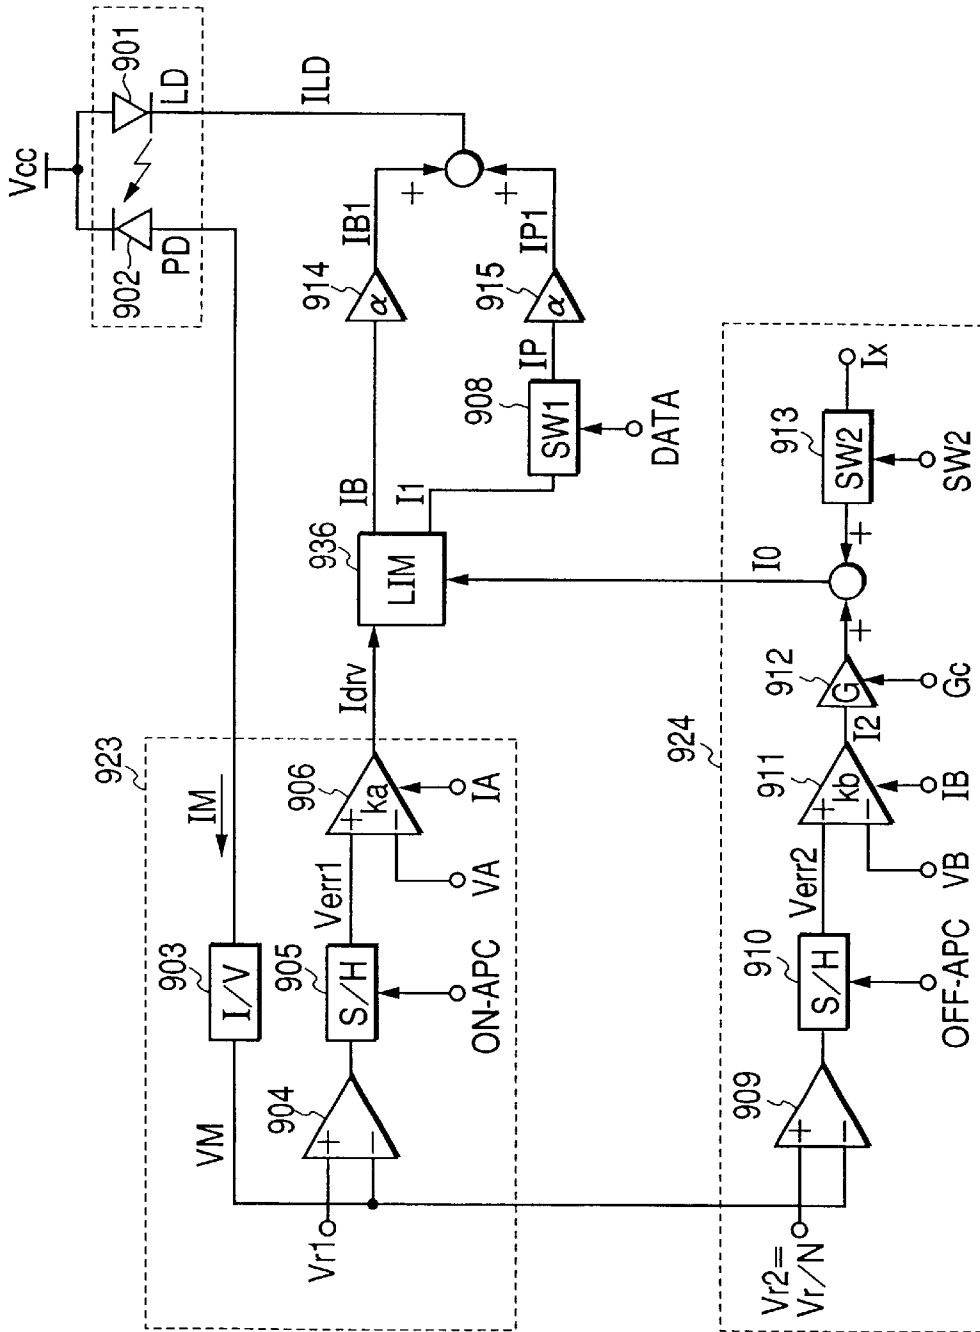 Vcc
901
LD
902
PD
ILD
923
IM
903
I/V
VM
904
Vr1
905
S/H
ON-APC
Verr1
906
ka
VA
IA
Idrv
936
LIM
IB
I1
914
α
IB1
+
908
SW1
DATA
IP
915
α
IP1
+
924
Vr2=
Vr/N
909
910
S/H
OFF-APC
Verr2
911
kb
VB
IB
I2
912
G
Gc
+
I0
+
913
SW2
SW2
Ix